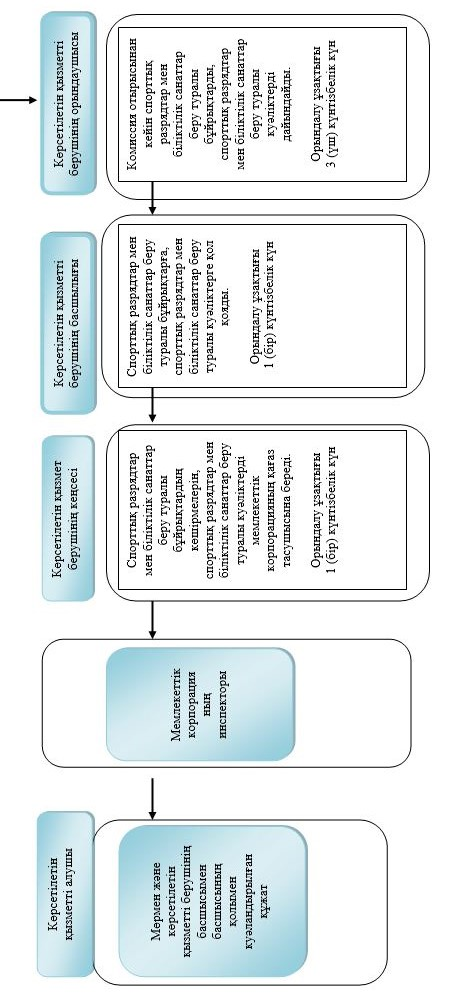 Көрсетілетін қызметті
берушінің орындаушысы
Комиссия отырысынан
кейін спорттық
разрядтар мен
біліктілік санаттар
беру туралы
бұйрықтарды,
спорттық разрядтар
мен біліктілік санаттар
беру туралы
куәліктерді
дайындайды.
Орындалу ұзақтығы
3 (үш) күнтізбелік күн
Көрсетілетін қызметті
берушінің басшылығы
Спорттық разрядтар мен
біліктілік санаттар беру
туралы бұйрықтарға,
спорттық разрядтар мен
біліктілік санаттар беру
туралы куәліктерге қол
қояды.
Орындалу ұзақтығы
1 (бір) күнтізбелік күн
Көрсетілетін қызмет
берушінің кеңсесі
Спорттық разрядтар
мен біліктілік санаттар
беру туралы
бұйрықтардың
көшірмелерін,
спорттық разрядтар мен
біліктілік санаттар беру
туралы куәліктерді
мемлекеттік
корпорацияның қағаз
тасушысына береді.
Орындалу ұзақтығы
1 (бір) күнтізбелік күн
Мемлекеттік
корпорация
ның
инспекторы
Көрсетілетін
қызметті алушы
Мөрмен және
көрсетілетін
қызметті берушінің
басшысымен
басшысының
қолымен
куәландырылған
құжат